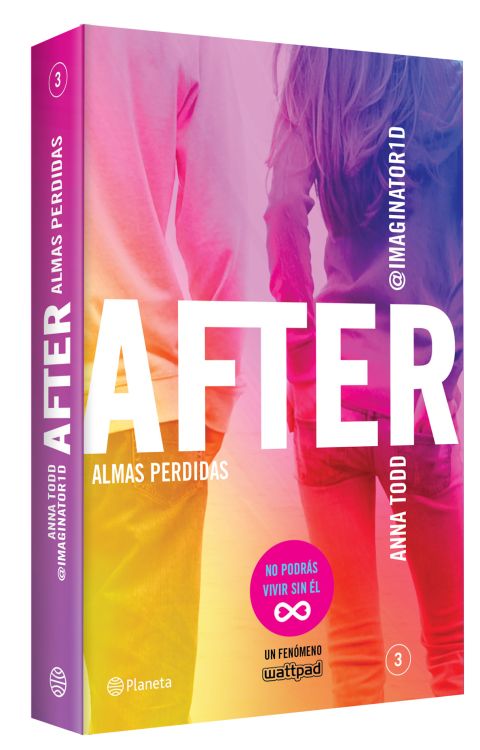 3
ALMAS PERDIDAS
AFTER
ANNA TODD
@IMAGINATOR1D
@IMAGINATOR1D
AFTER
ALMAS PERDIDAS
ANNA TODD
NO PODRÁS
VIVIR SIN ÉL
UN FENÓMENO
wattpad
3
Planeta